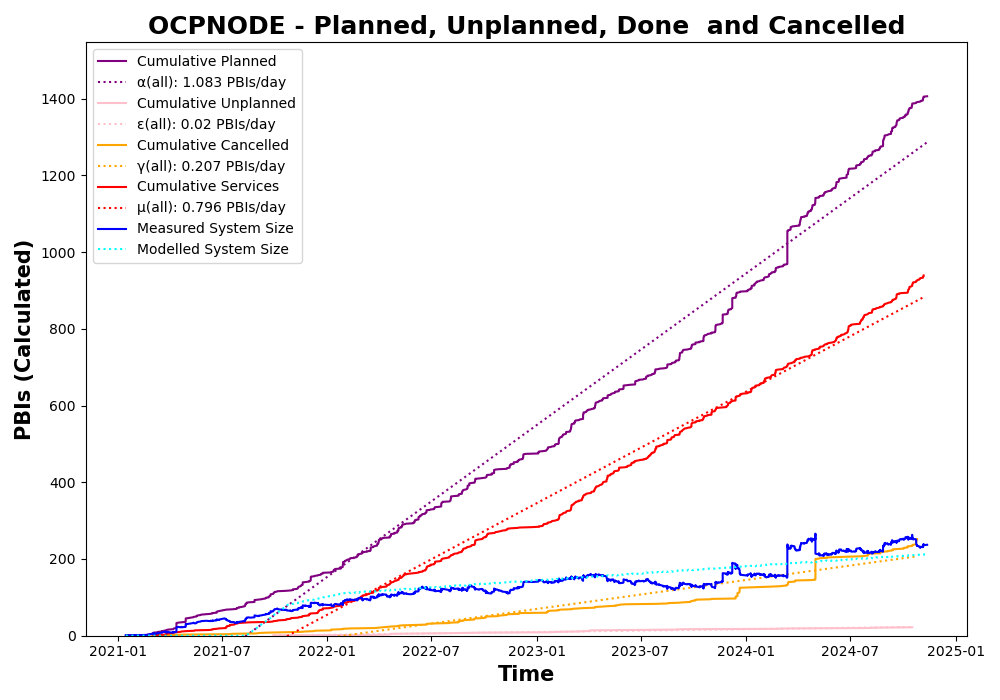 OCPNODE - Planned, Unplanned, Done  and Cancelled
Cumulative Planned
α(all): 1.083 PBIs/day
Cumulative Unplanned
ε(all): 0.02 PBIs/day
Cumulative Cancelled
γ(all): 0.207 PBIs/day
Cumulative Services
μ(all): 0.796 PBIs/day
Measured System Size
Modelled System Size
PBIs (Calculated)
1400
1200
1000
800
600
400
200
0
2021-01 2021-07 2022-01 2022-07 2023-01 2023-07 2024-01 2024-07 2025-01
Time